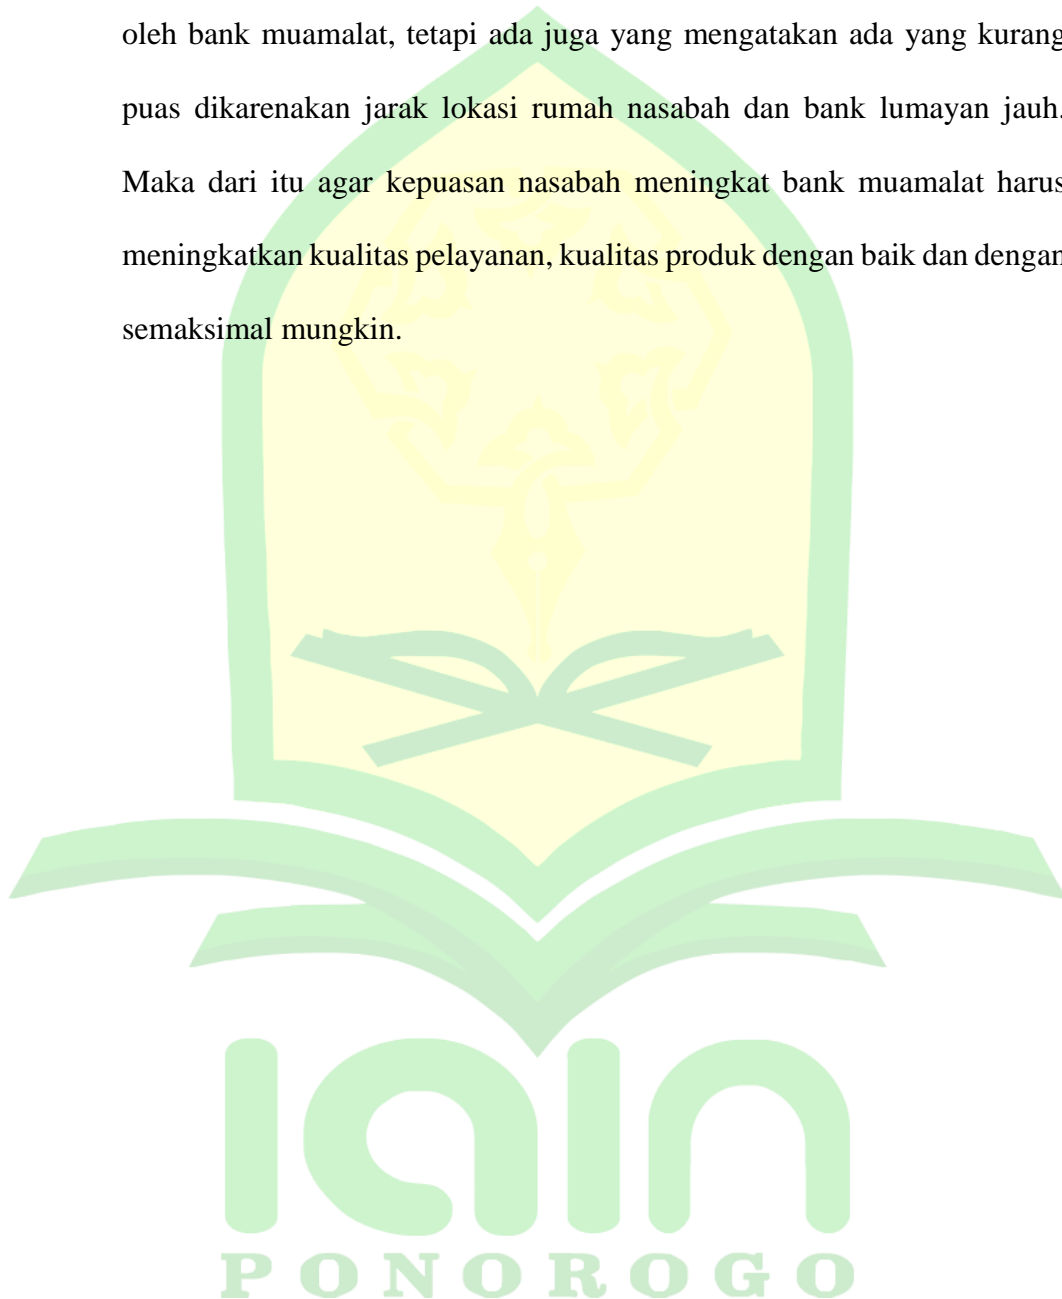 oleh bank muamalat, tetapi ada juga yang mengatakan ada yang kurang
puas dikarenakan jarak lokasi rumah nasabah dan bank lumayan jauh.
Maka dari itu agar kepuasan nasabah meningkat bank muamalat harus
meningkatkan kualitas pelayanan, kualitas produk dengan baik dan dengan
semaksimal mungkin.
iain
PONOROGO